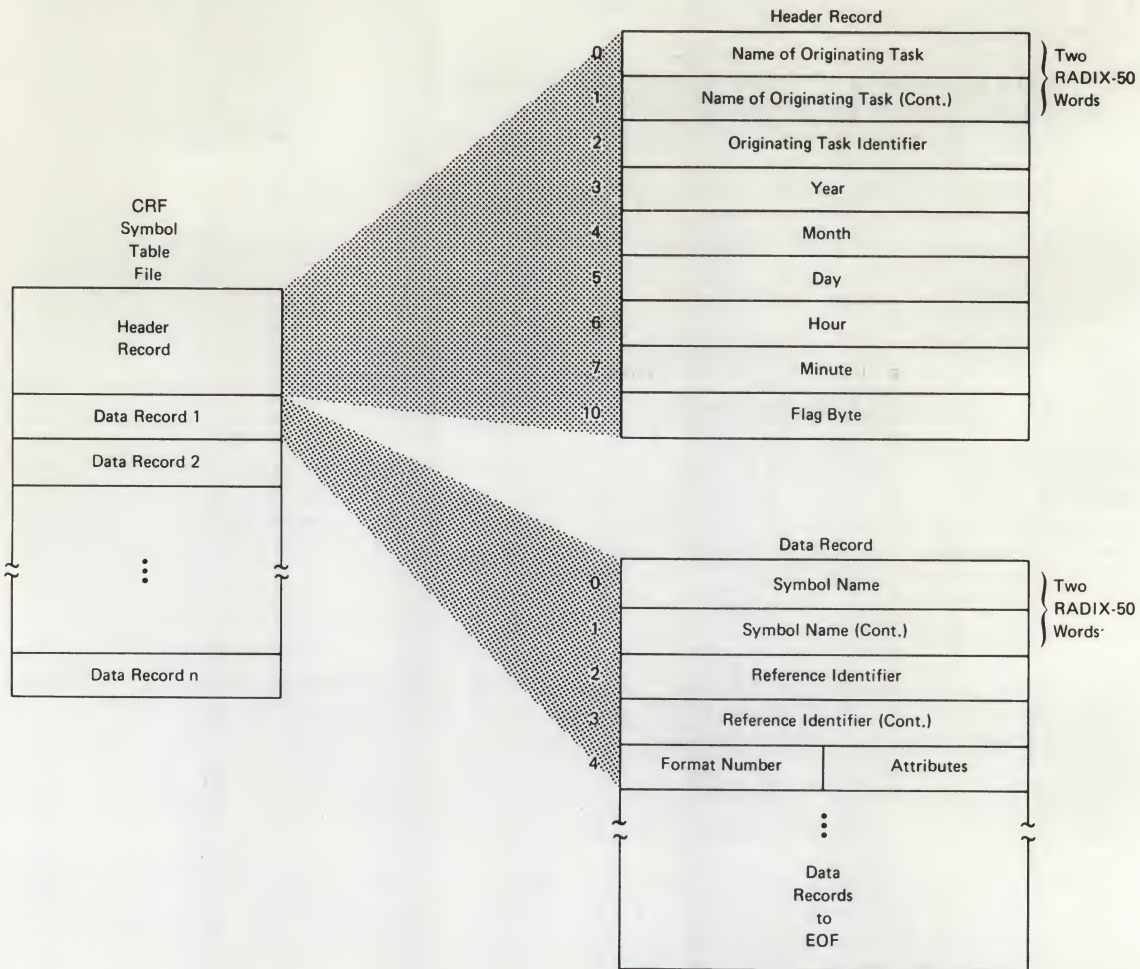 CRF
Symbol
Table
File
Header
Record
Data Record 1
Data Record 2
Data Record n
Header Record
0 Name of Originating Task
1 Name of Originating Task (Cont.)
Two
RADIX-50
Words
2 Originating Task Identifier
3 Year
4 Month
5 Day
6 Hour
7 Minute
10 Flag Byte
Data Record
0 Symbol Name
1 Symbol Name (Cont.)
Two
RADIX-50
Words
2 Reference Identifier
3 Reference Identifier (Cont.)
4 Format Number Attributes
Data
Records
to
EOF